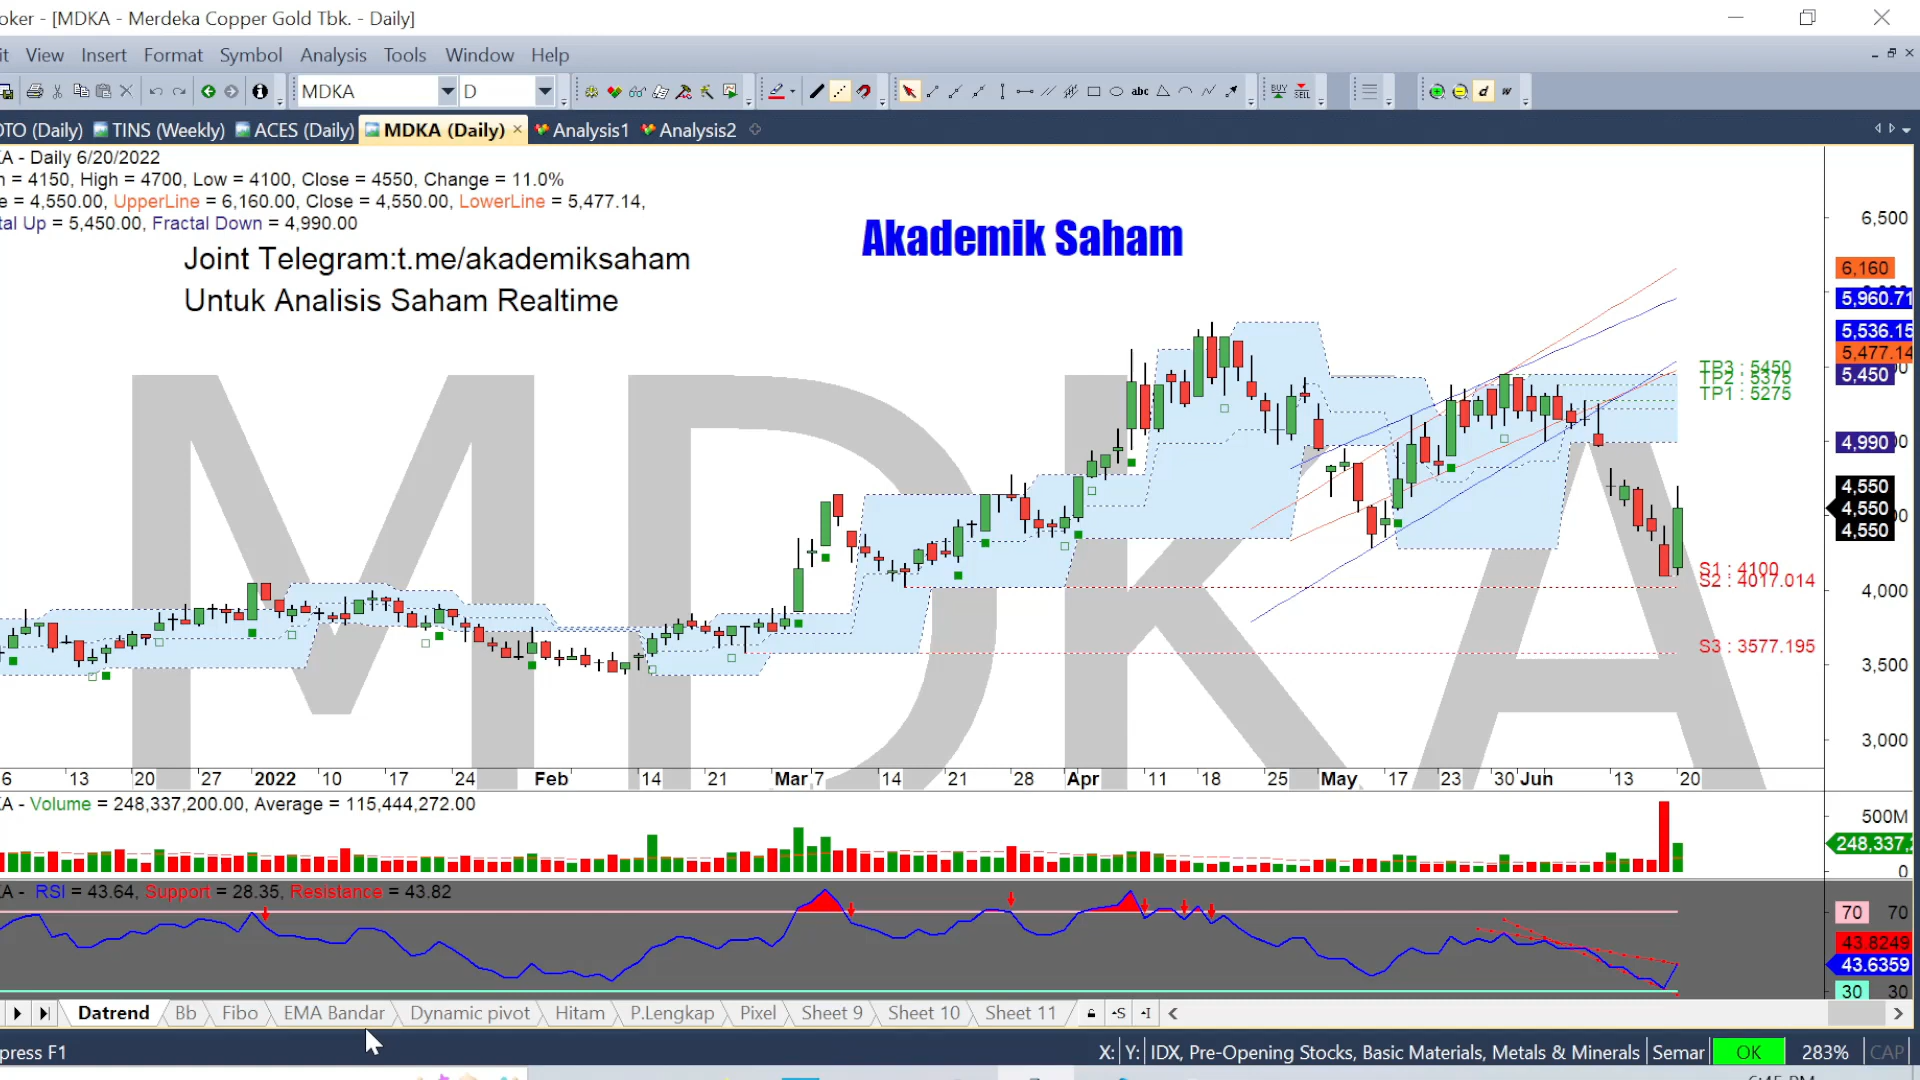 oker - [MDKA - Merdeka Copper Gold Tbk. - Daily]
it View Insert Format Symbol Analysis Tools Window Help
MDKA D abc BUY SELL d w
OTO (Daily) TINS (Weekly) ACES (Daily) MDKA (Daily) × Analysis1 Analysis2
A - Daily 6/20/2022
n = 4150, High = 4700, Low = 4100, Close = 4550, Change = 11.0%
e = 4,550.00, UpperLine = 6,160.00, Close = 4,550.00, LowerLine = 5,477.14,
tal Up = 5,450.00, Fractal Down = 4,990.00
Joint Telegram:t.me/akademiksaham
Untuk Analisis Saham Realtime
Akademik Saham
MDKA
6,500
6,160
5,960.71
5,536.15
5,477.14
5,450
4,990
4,550
4,550
4,550
4,000
3,500
3,000
TP3 : 5450
TP2 : 5375
TP1 : 5275
S1 : 4100
S2 : 4017.014
S3 : 3577.195
6 13 20 27 2022 10 17 24 Feb 14 21 Mar 7 14 21 28 Apr 11 18 25 May 17 23 30 Jun 13 20
A - Volume = 248,337,200.00, Average = 115,444,272.00
500M
248,337,
0
A - RSI = 43.64, Support = 28.35, Resistance = 43.82
70 70
43.8249
43.6359
30 30
Datrend Bb Fibo EMA Bandar Dynamic pivot Hitam P.Lengkap Pixel Sheet 9 Sheet 10 Sheet 11 -S -I
press F1
X: Y: IDX, Pre-Opening Stocks, Basic Materials, Metals & Minerals Semar OK 283% CAP